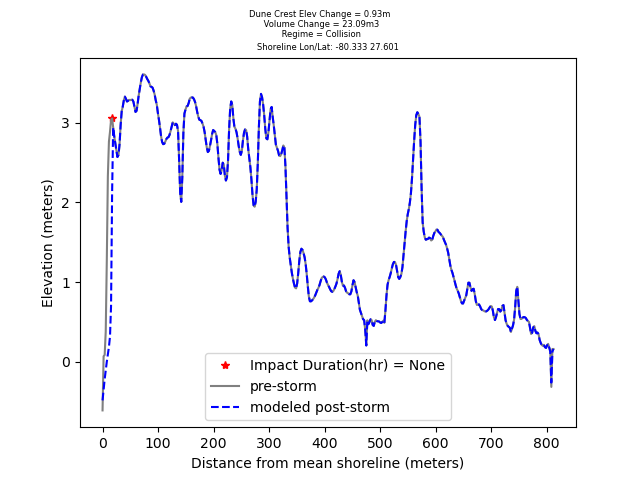 Dune Crest Elev Change = 0.93m
Volume Change = 23.09m3
Regime = Collision
Shoreline Lon/Lat: -80.333 27.601
3
2
1
0
Elevation (meters)
Impact Duration(hr) = None
pre-storm
modeled post-storm
0 100 200 300 400 500 600 700 800
Distance from mean shoreline (meters)